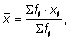 x̄ = Σfᵢ · xᵢ / Σfᵢ,